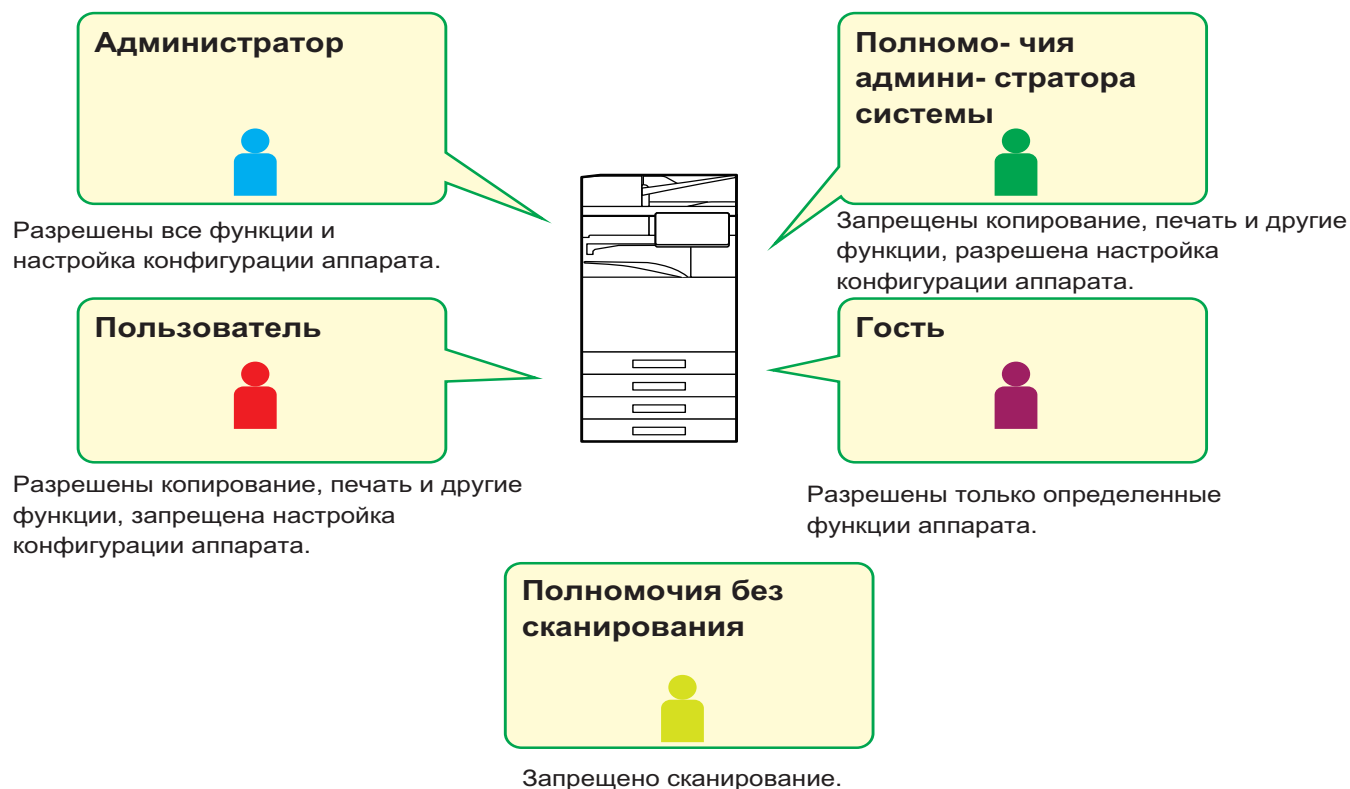 Администратор
Разрешены все функции и
настройка конфигурации аппарата.
Полномо- чия
админи- стратора
системы
Запрещены копирование, печать и другие
функции, разрешена настройка
конфигурации аппарата.
Пользователь
Разрешены копирование, печать и другие
функции, запрещена настройка
конфигурации аппарата.
Гость
Разрешены только определенные
функции аппарата.
Полномочия без
сканирования
Запрещено сканирование.